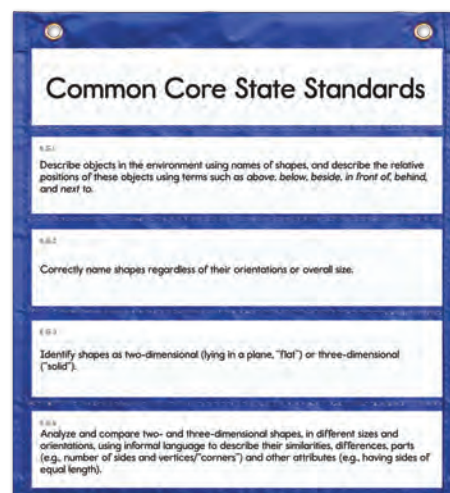 Common Core State Standards
K.G.1
Describe objects in the environment using names of shapes, and describe the relative
positions of these objects using terms such as above, below, beside, in front of, behind,
and next to.
K.G.2
Correctly name shapes regardless of their orientations or overall size.
K.G.3
Identify shapes as two-dimensional (lying in a plane, "flat") or three-dimensional
("solid").
K.G.4
Analyze and compare two- and three-dimensional shapes, in different sizes and
orientations, using informal language to describe their similarities, differences, parts
(e.g., number of sides and vertices/"corners") and other attributes (e.g., having sides of
equal length).